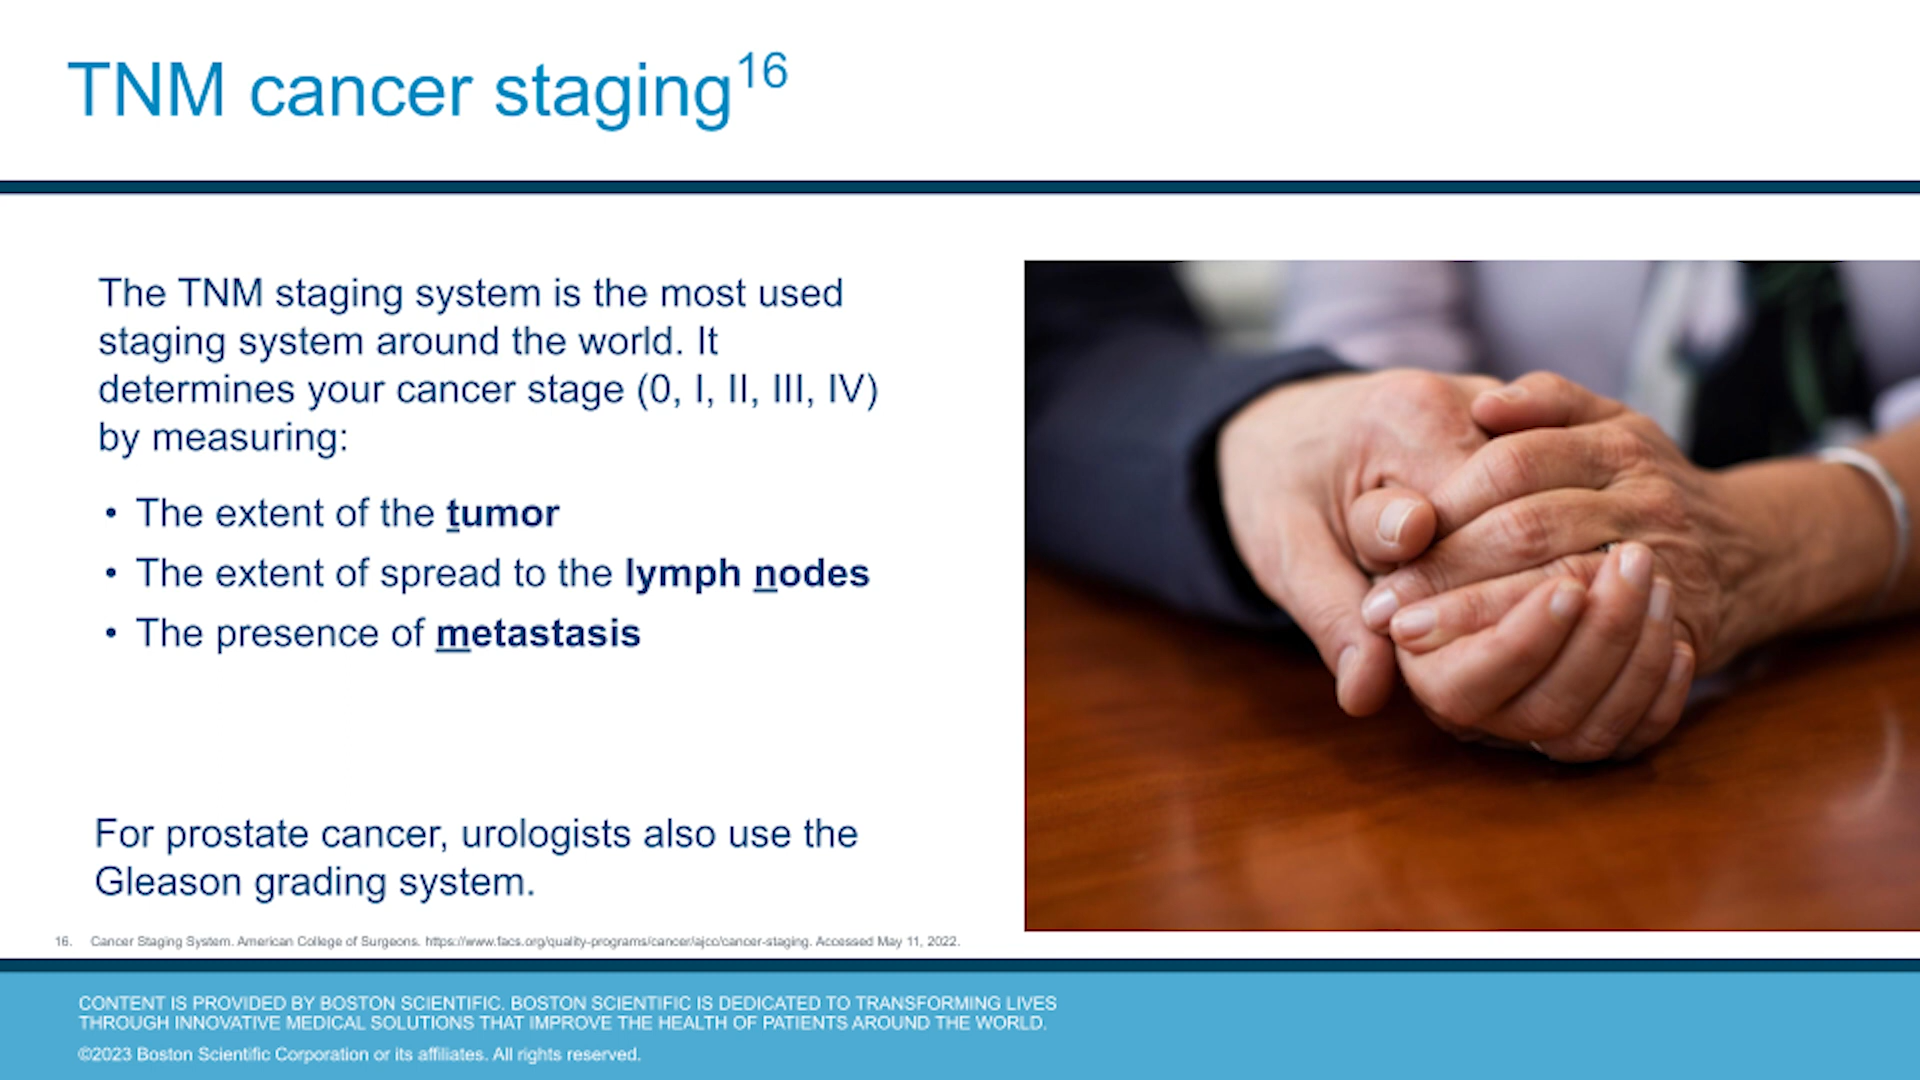 TNM cancer staging16
The TNM staging system is the most used
staging system around the world. It
determines your cancer stage (0, I, II, III, IV)
by measuring:
• The extent of the tumor
• The extent of spread to the lymph nodes
• The presence of metastasis
For prostate cancer, urologists also use the
Gleason grading system.
16. Cancer Staging System. American College of Surgeons. https://www.facs.org/quality-programs/cancer/ajcc/cancer-staging. Accessed May 11, 2022.
CONTENT IS PROVIDED BY BOSTON SCIENTIFIC. BOSTON SCIENTIFIC IS DEDICATED TO TRANSFORMING LIVES
THROUGH INNOVATIVE MEDICAL SOLUTIONS THAT IMPROVE THE HEALTH OF PATIENTS AROUND THE WORLD.
©2023 Boston Scientific Corporation or its affiliates. All rights reserved.